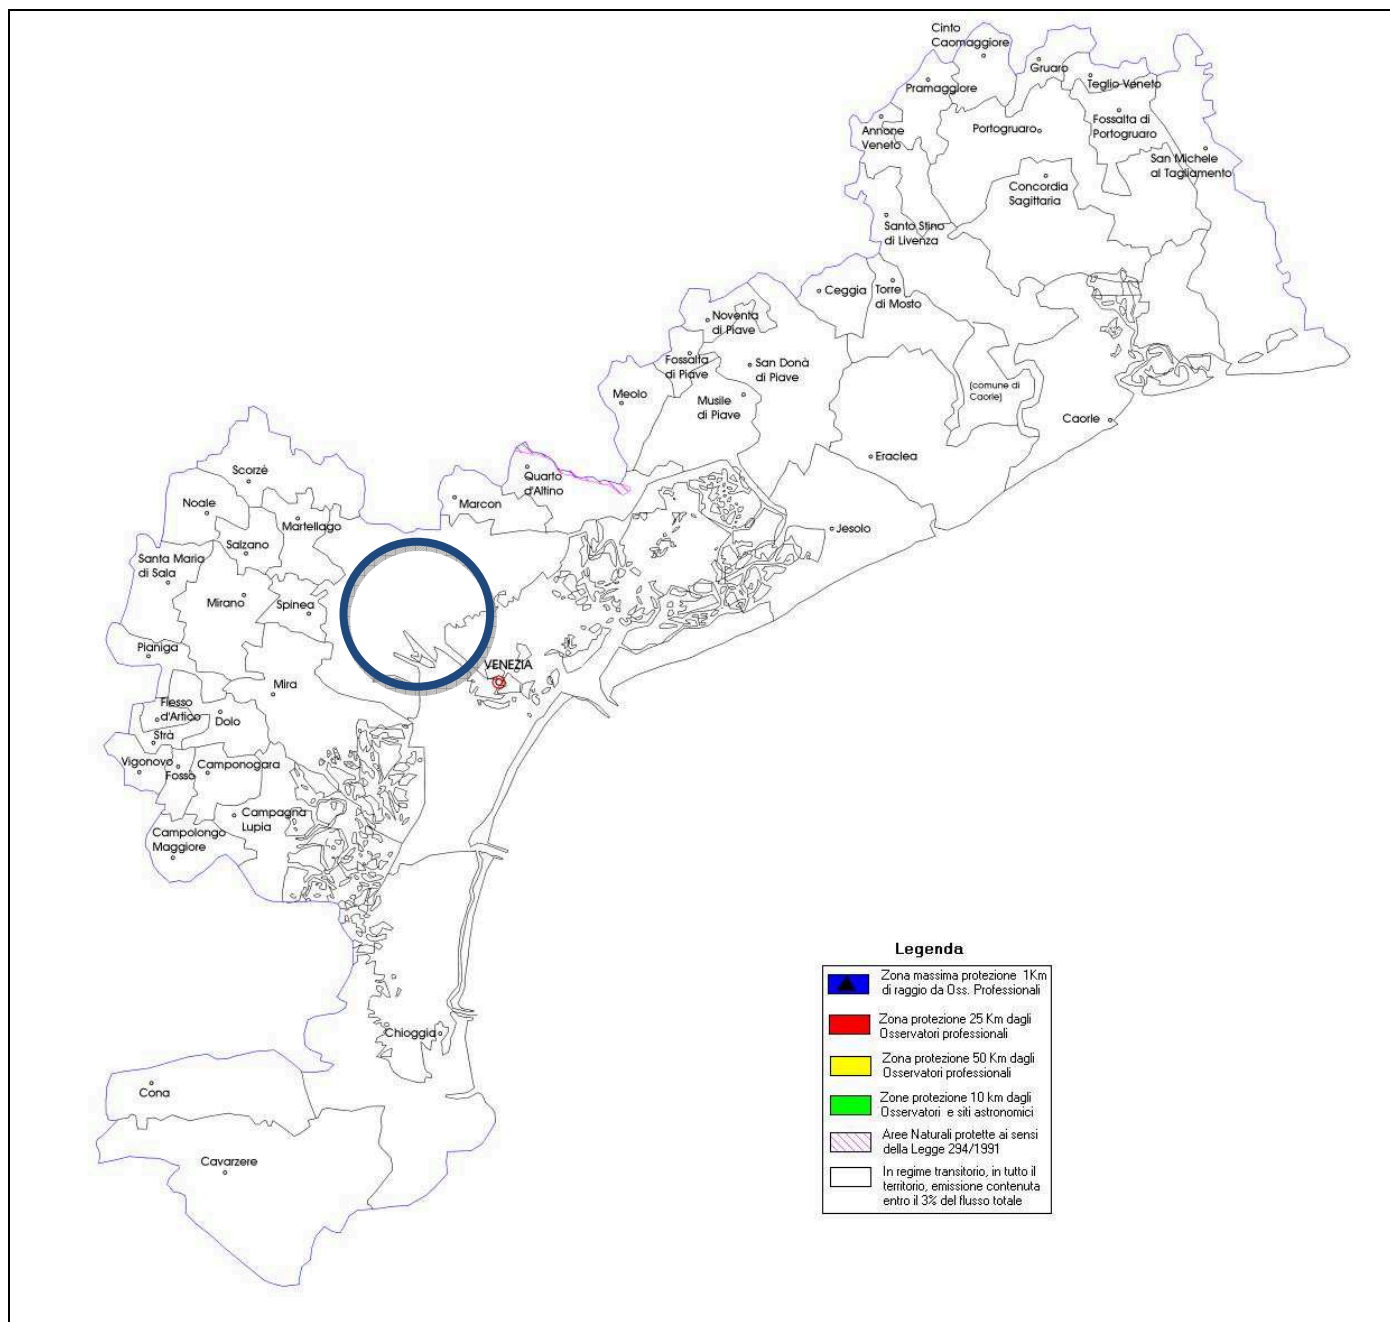 Cinto
Caomaggiore
Gruaro
Teglio Veneto
Pramaggiore
Annone
Veneto
Portogruaro
Fossalta di
Portogruaro
San Michele
al Tagliamento
Concordia
Sagittaria
Santo Stino
di Livenza
Ceggia
Torre
di Mosto
Noventa
di Piave
Fossalta
di Piave
San Donà
di Piave
Meolo
Musile
di Piave
(comune di
Caorle)
Caorle
Eraclea
Scorzé
Quarto
d'Altino
Marcon
Noale
Martellago
Jesolo
Salzano
Santa Maria
di Sala
Mirano
Spinea
Pianiga
VENEZIA
Mira
Fiesso
d'Artico
Dolo
Strà
Vigonovo
Fossò
Camponogara
Campagna
Lupia
Campolongo
Maggiore
Chioggia
Cona
Cavarzere
Legenda
Zona massima protezione 1Km
di raggio da Oss. Professionali
Zona protezione 25 Km dagli
Osservatori professionali
Zona protezione 50 Km dagli
Osservatori professionali
Zone protezione 10 km dagli
Osservatori e siti astronomici
Aree Naturali protette ai sensi
della Legge 294/1991
In regime transitorio, in tutto il
territorio, emissione contenuta
entro il 3% del flusso totale